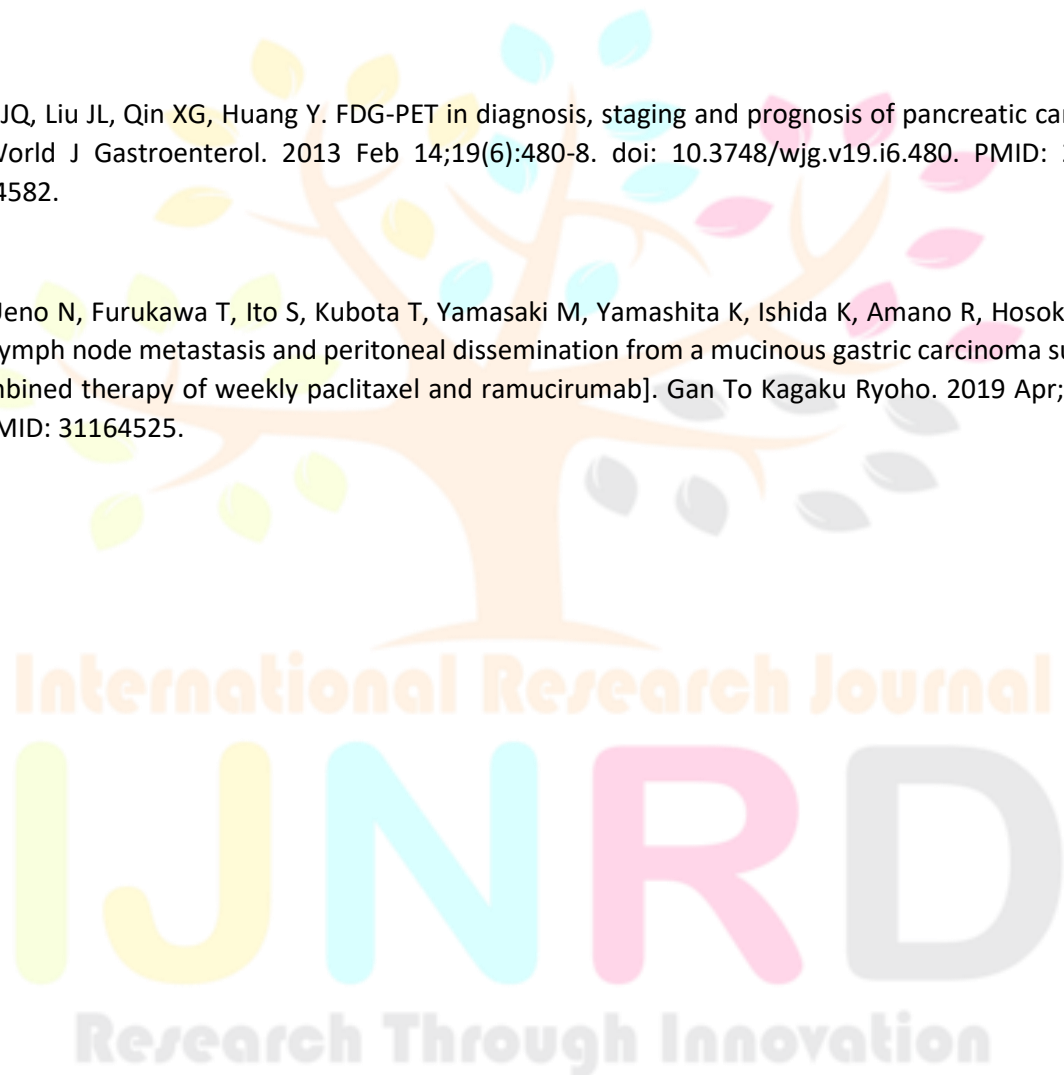 JQ, Liu JL, Qin XG, Huang Y. FDG-PET in diagnosis, staging and prognosis of pancreatic car
World J Gastroenterol. 2013 Feb 14;19(6):480-8. doi: 10.3748/wjg.v19.i6.480. PMID:
4582.
Jeno N, Furukawa T, Ito S, Kubota T, Yamasaki M, Yamashita K, Ishida K, Amano R, Hosok
ymph node metastasis and peritoneal dissemination from a mucinous gastric carcinoma su
nbined therapy of weekly paclitaxel and ramucirumab]. Gan To Kagaku Ryoho. 2019 Apr;
MID: 31164525.
International Research Journal
IJNRD
Research Through Innovation